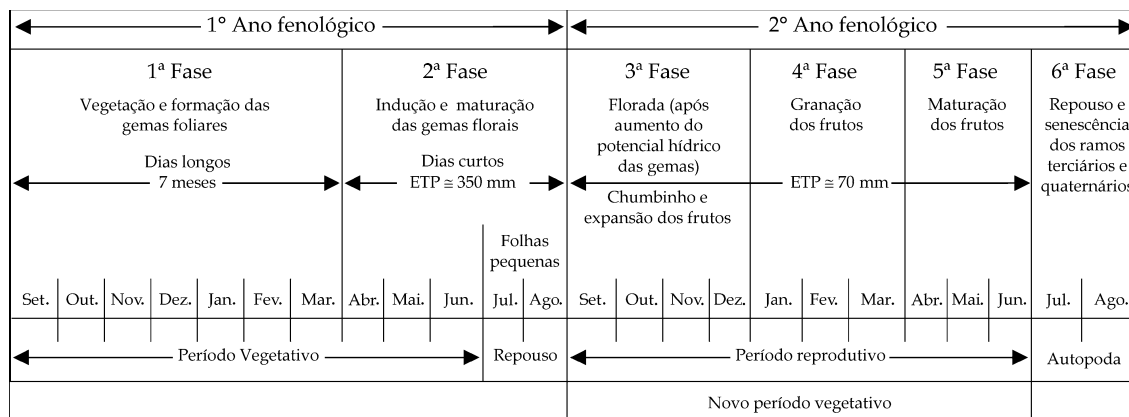 1° Ano fenológico
2° Ano fenológico
1ª Fase
Vegetação e formação das
gemas foliares
Dias longos
7 meses
2ª Fase
Indução e maturação
das gemas florais
Dias curtos
ETP ≅ 350 mm
Folhas
pequenas
3ª Fase
Florada (após
aumento do
potencial hídrico
das gemas)
Chumbinho e
expansão dos frutos
4ª Fase
Granação
dos frutos
ETP ≅ 70 mm
5ª Fase
Maturação
dos frutos
6ª Fase
Repouso e
senescência
dos ramos
terciários e
quaternários
Set. Out. Nov. Dez. Jan. Fev. Mar. Abr. Mai. Jun. Jul. Ago. Set. Out. Nov. Dez. Jan. Fev. Mar. Abr. Mai. Jun. Jul. Ago.
Período Vegetativo Repouso Período reprodutivo Autopoda
Novo período vegetativo